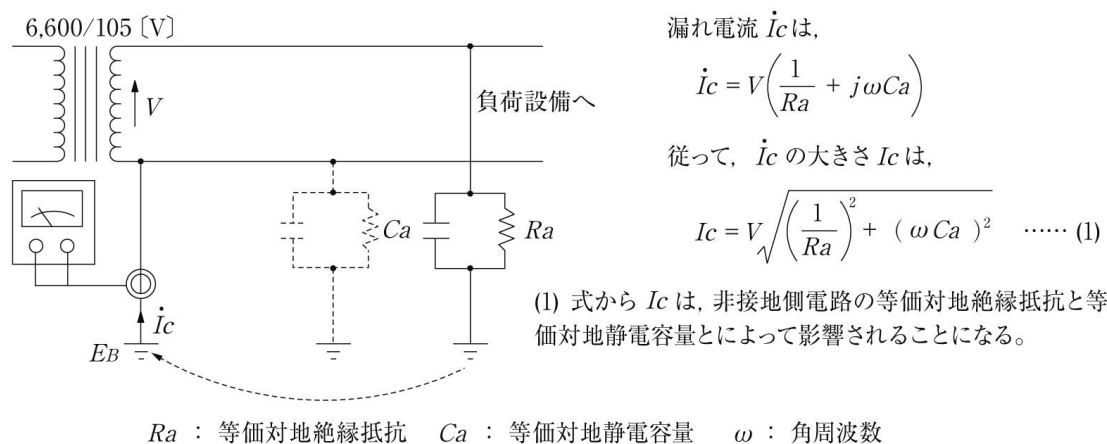 6,600/105〔V〕
V
負荷設備へ
Ca
Ra
İc
EB
漏れ電流 İc は，
İc = V(1/Ra + jωCa)
従って， İc の大きさ Ic は，
Ic = V√((1/Ra)² + (ωCa)²) …… (1)
(1) 式から Ic は, 非接地側電路の等価対地絶縁抵抗と等
価対地静電容量とによって影響されることになる。
Ra ： 等価対地絶縁抵抗 Ca ： 等価対地静電容量 ω ： 角周波数